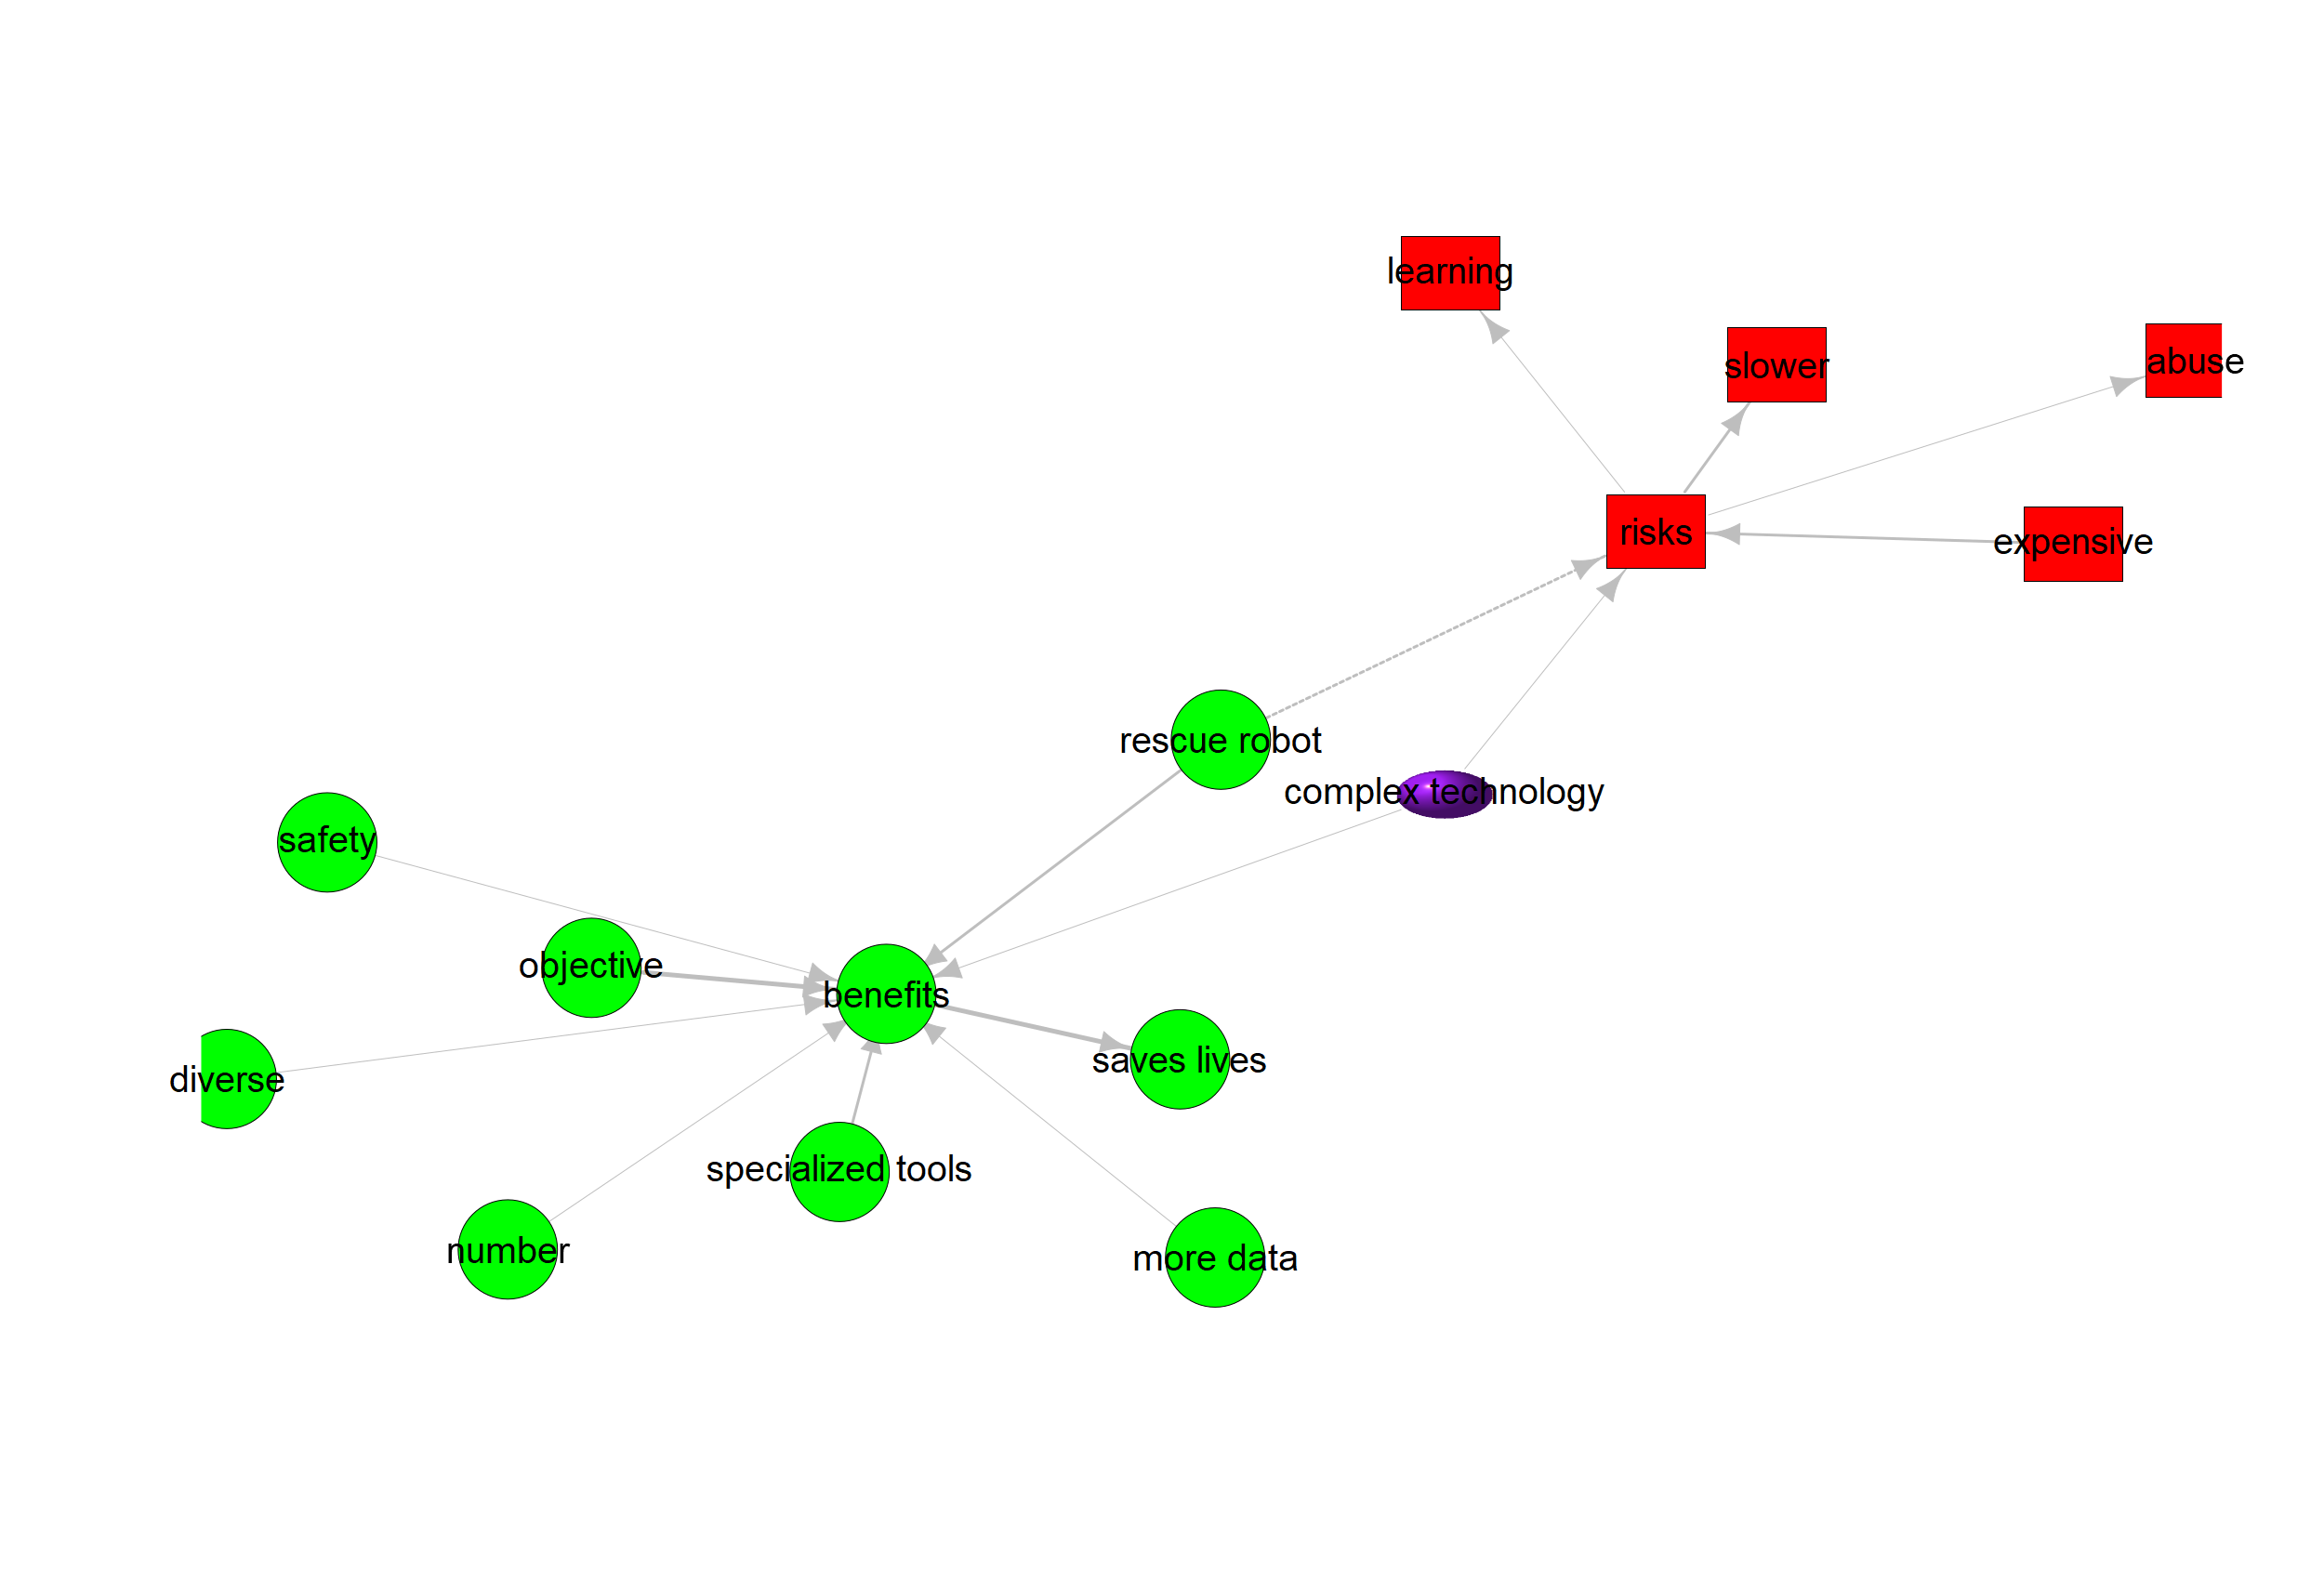 learning
slower
abuse
risks
expensive
rescue robot
complex technology
safety
objective
benefits
saves lives
diverse
specialized tools
number
more data